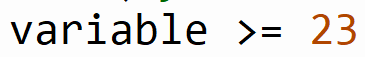 variable >= 23